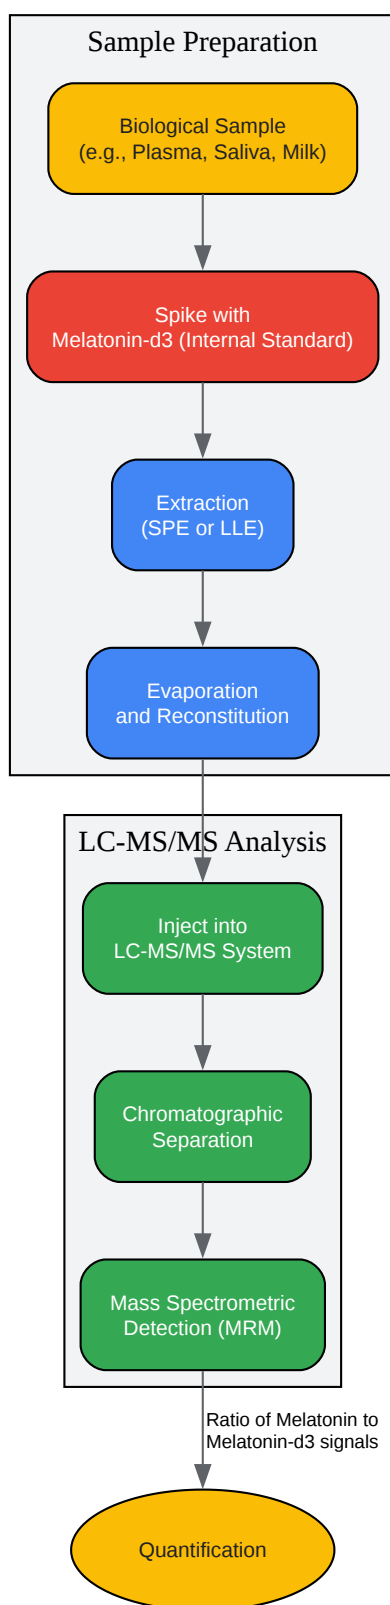 Sample Preparation
Biological Sample
(e.g., Plasma, Saliva, Milk)
Spike with
Melatonin-d3 (Internal Standard)
Extraction
(SPE or LLE)
Evaporation
and Reconstitution
LC-MS/MS Analysis
Inject into
LC-MS/MS System
Chromatographic
Separation
Mass Spectrometric
Detection (MRM)
Ratio of Melatonin to
Melatonin-d3 signals
Quantification